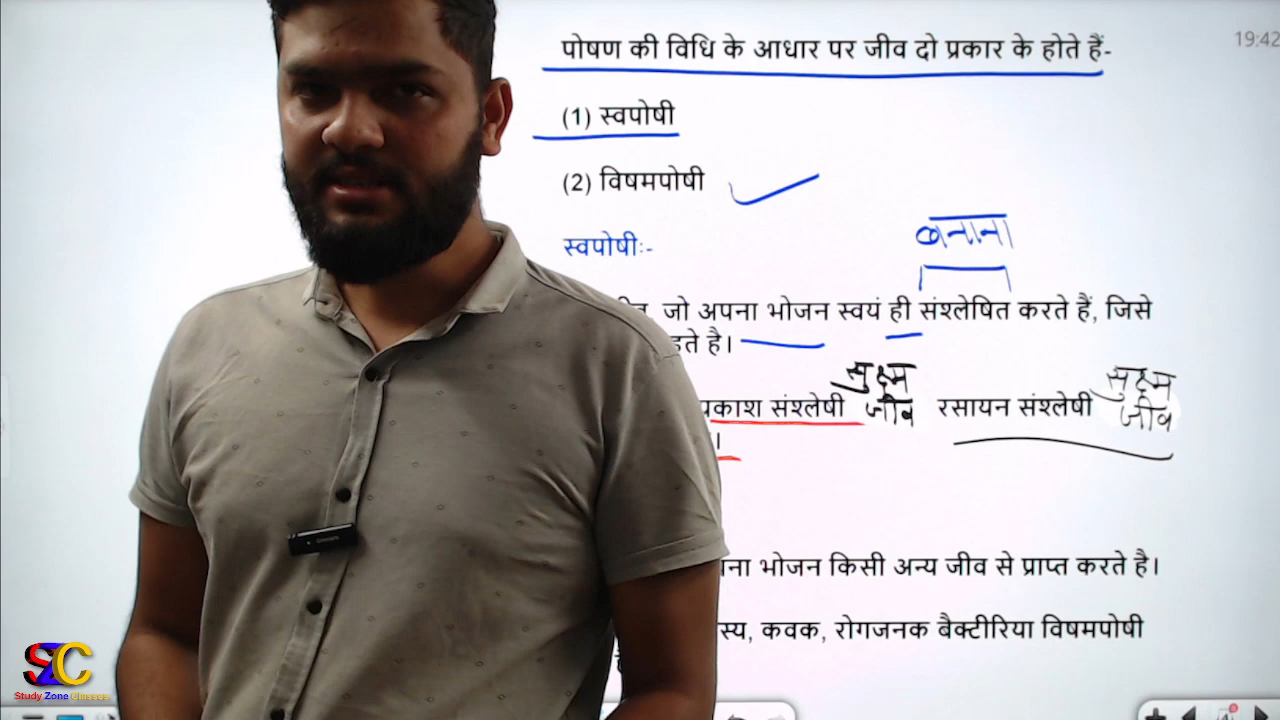 पोषण की विधि के आधार पर जीव दो प्रकार के होते हैं-
19:42
(1) स्वपोषी
(2) विषमपोषी
बनाना
स्वपोषीः-
जो अपना भोजन स्वयं ही संश्लेषित करते हैं, जिसे
है।
सुक्ष्म
जीव
सुक्ष्म
जीव
संश्लेषी रसायन संश्लेषी
भोजन किसी अन्य जीव से प्राप्त करते है।
कवक, रोगजनक बैक्टीरिया विषमपोषी
SZC
Study Zone Classes